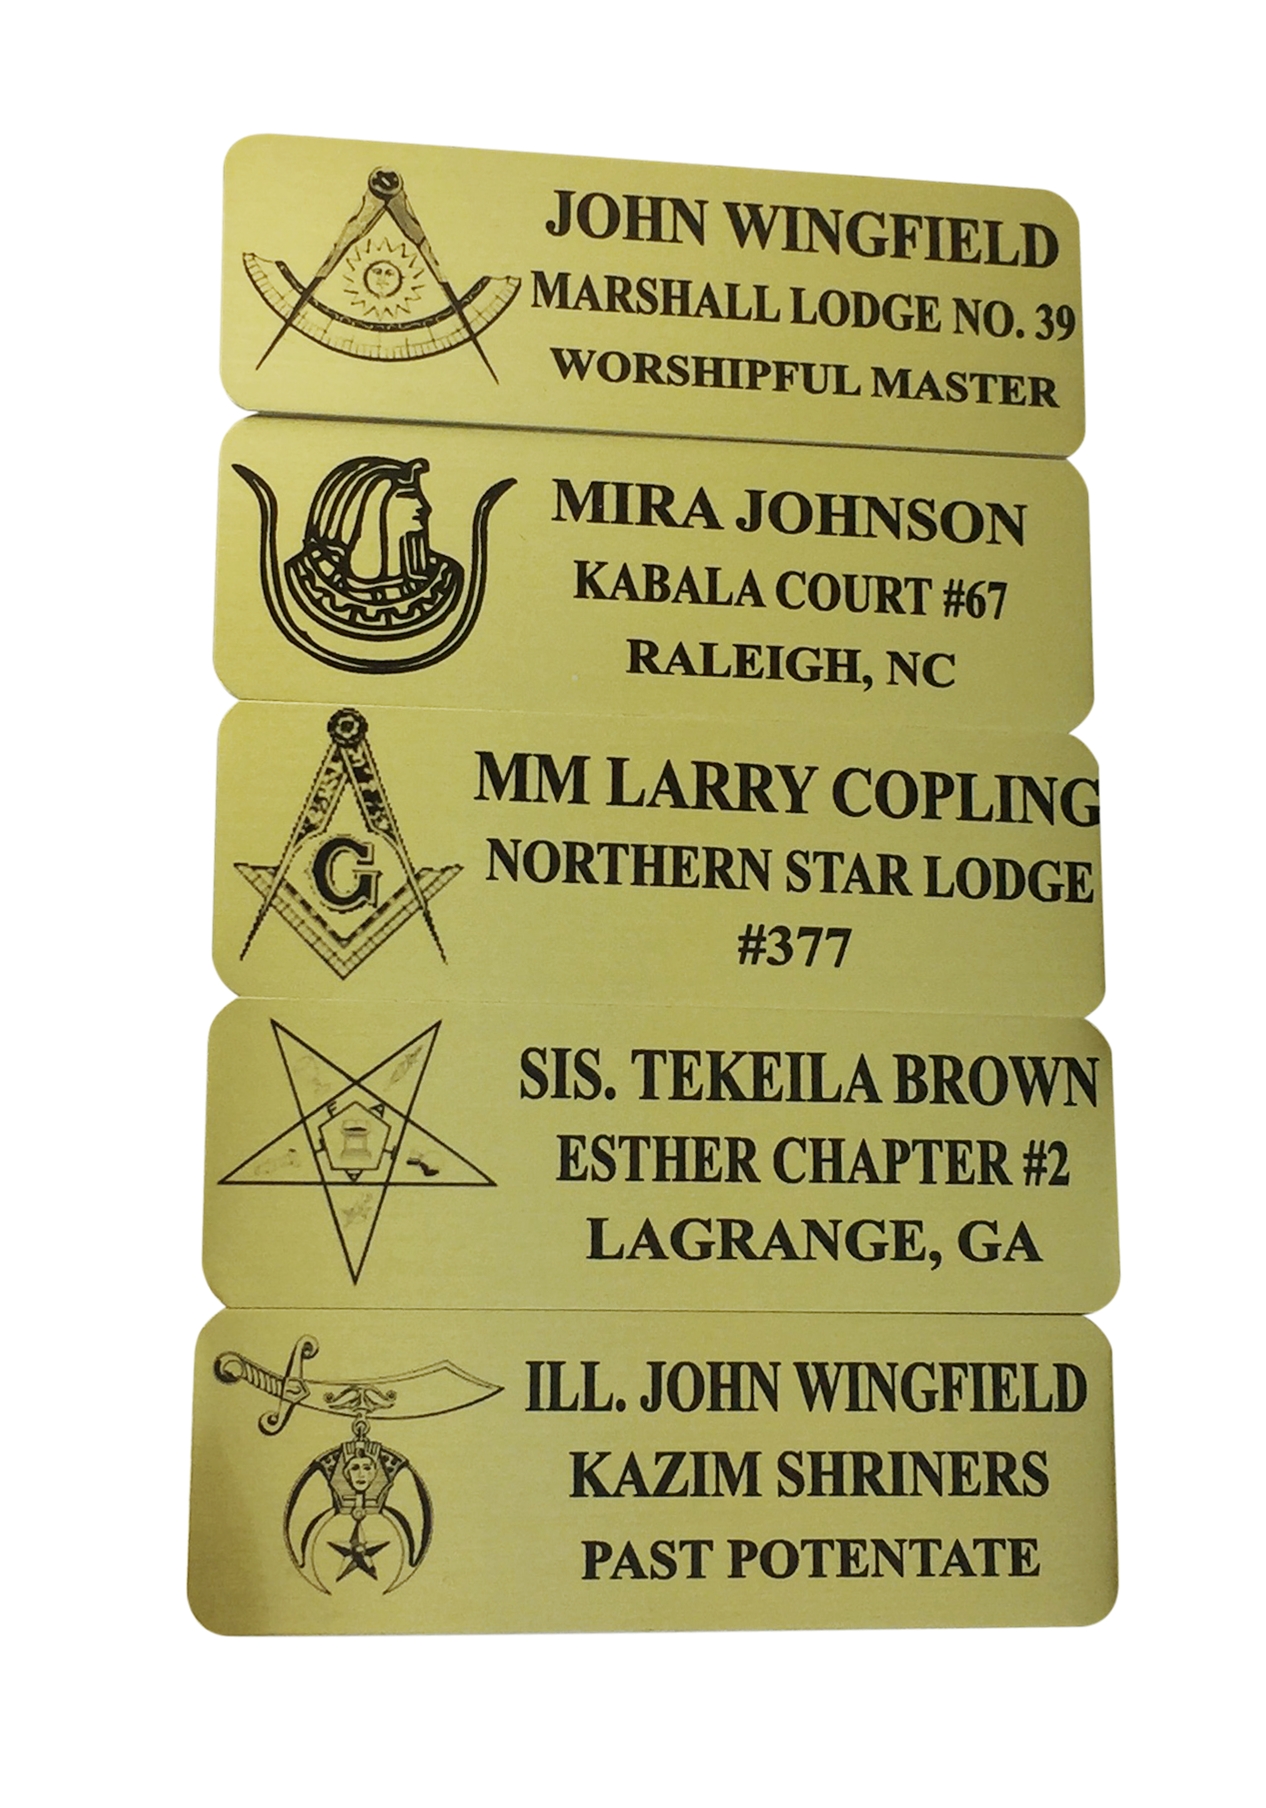 JOHN WINGFIELD
MARSHALL LODGE NO. 39
WORSHIPFUL MASTER
MIRA JOHNSON
KABALA COURT #67
RALEIGH, NC
G
MM LARRY COPLING
NORTHERN STAR LODGE
#377
F A
SIS. TEKEILA BROWN
ESTHER CHAPTER #2
LAGRANGE, GA
ILL. JOHN WINGFIELD
KAZIM SHRINERS
PAST POTENTATE